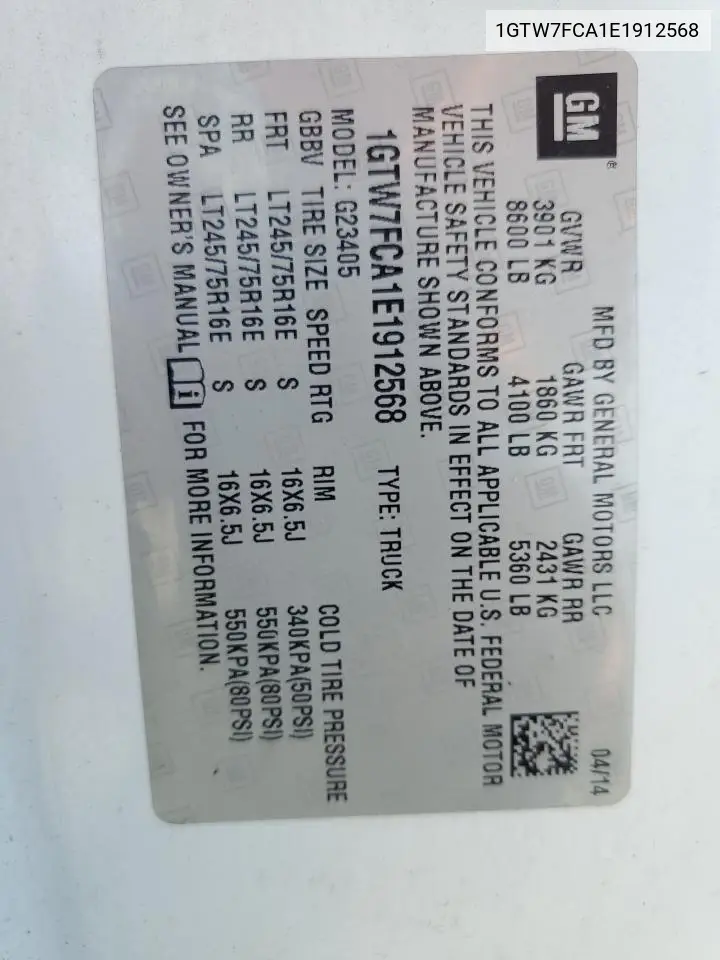 1GTW7FCA1E1912568
GM®
MFD BY GENERAL MOTORS LLC 04/14
GVWR GAWR FRT GAWR RR
3901 KG 1860 KG 2431 KG
8600 LB 4100 LB 5360 LB
THIS VEHICLE CONFORMS TO ALL APPLICABLE U.S. FEDERAL MOTOR
VEHICLE SAFETY STANDARDS IN EFFECT ON THE DATE OF
MANUFACTURE SHOWN ABOVE.
1GTW7FCA1E1912568 TYPE: TRUCK
MODEL: G23405
GBBV TIRE SIZE SPEED RTG RIM COLD TIRE PRESSURE
FRT LT245/75R16E S 16X6.5J 340KPA(50PSI)
RR LT245/75R16E S 16X6.5J 550KPA(80PSI)
SPA LT245/75R16E S 16X6.5J 550KPA(80PSI)
SEE OWNER'S MANUAL i FOR MORE INFORMATION.